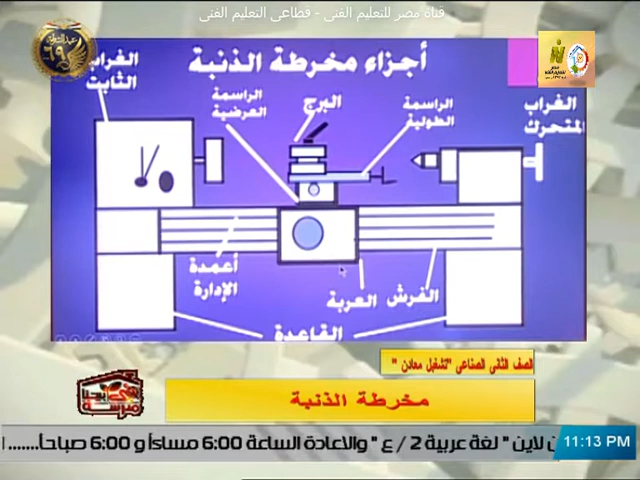 قناة مصر للتعليم الفنى - قطاعى التعليم الفنى
أجزاء مخرطة الذنبة
الغراب
الثابت
الراسمة
العرضية
البرج
الراسمة
الطولية
الغراب
المتحرك
أعمدة
الإدارة
العربة
الفرش
القاعدة
الصف الثانى الصناعى "تشغيل معادن "
مخرطة الذنبة
ن لاين " لغة عربية 2 / ع " والاعادة الساعة 6:00 مساءاً و 6:00 صباحاً.......
11:13 PM